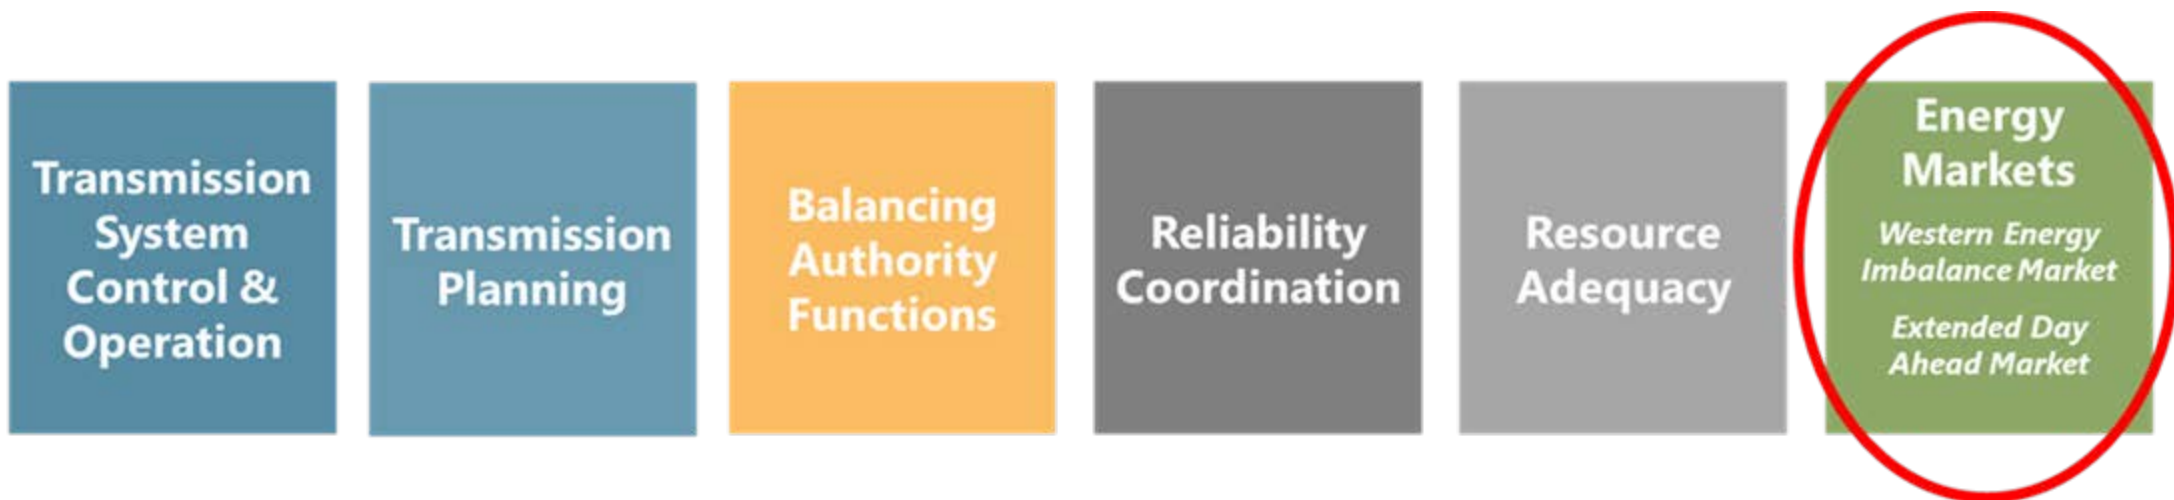 Transmission
System
Control &
Operation
Transmission
Planning
Balancing
Authority
Functions
Reliability
Coordination
Resource
Adequacy
Energy
Markets
Western Energy
Imbalance Market
Extended Day
Ahead Market